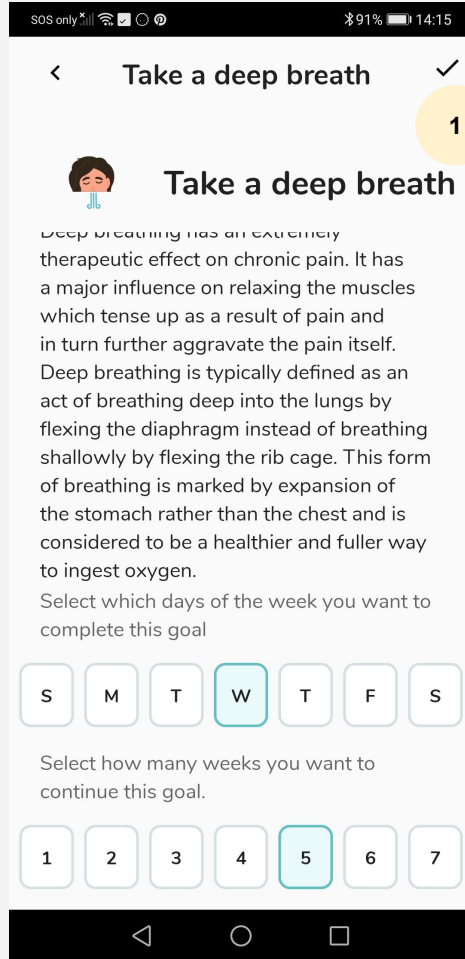 SOS only
91% 14:15
Take a deep breath
1
Take a deep breath
Deep breathing has an extremely
therapeutic effect on chronic pain. It has
a major influence on relaxing the muscles
which tense up as a result of pain and
in turn further aggravate the pain itself.
Deep breathing is typically defined as an
act of breathing deep into the lungs by
flexing the diaphragm instead of breathing
shallowly by flexing the rib cage. This form
of breathing is marked by expansion of
the stomach rather than the chest and is
considered to be a healthier and fuller way
to ingest oxygen.
Select which days of the week you want to
complete this goal
S M T W T F S
Select how many weeks you want to
continue this goal.
1 2 3 4 5 6 7